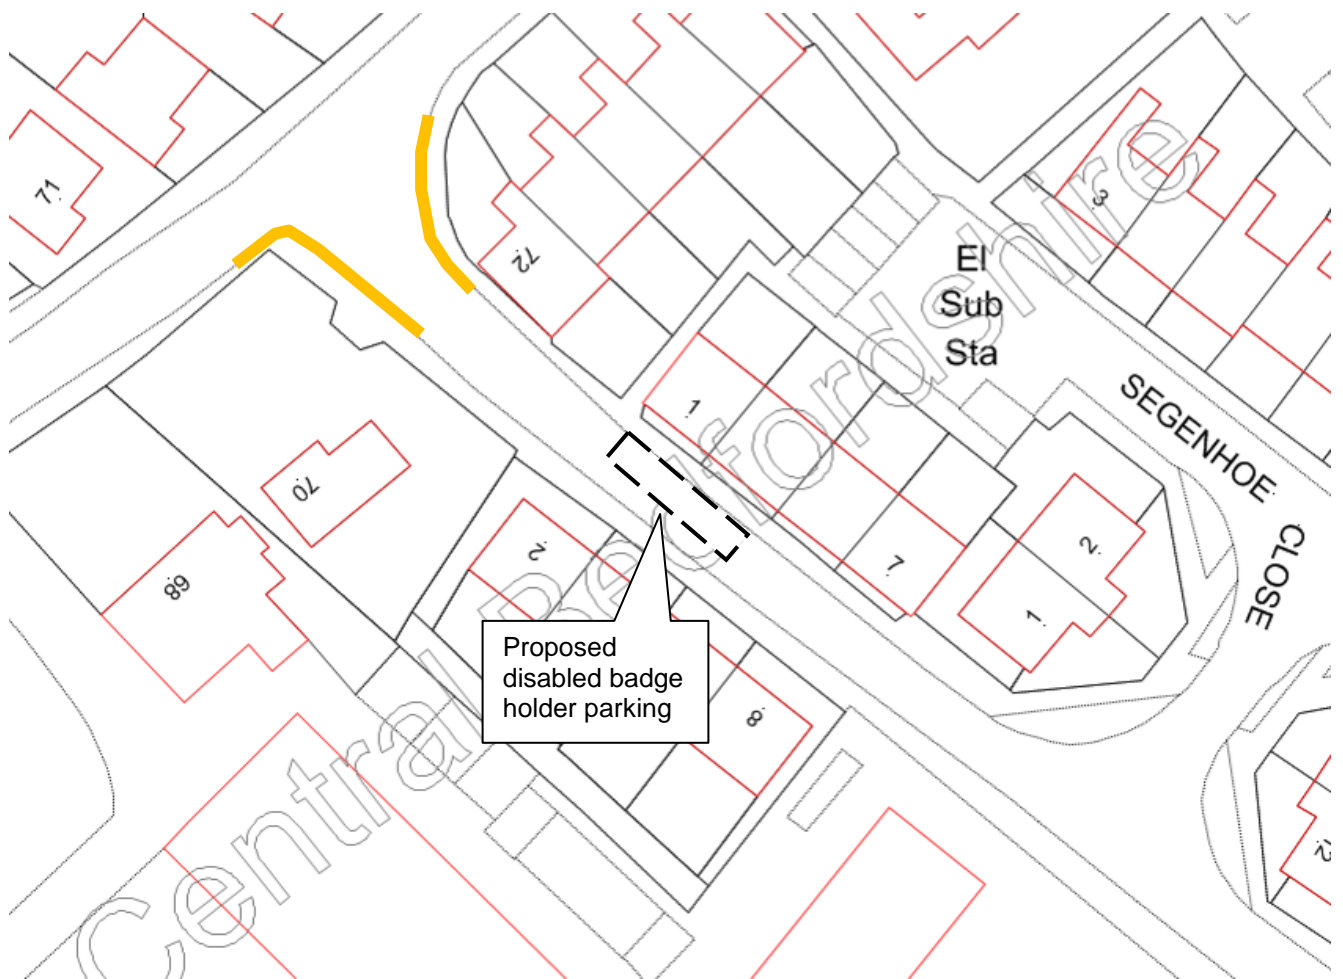 71
72
3
El
Sub
Sta
SEGENHOE
CLOSE
1
70
2
68
7
2
1
8
Proposed
disabled badge
holder parking
12
Central Bedfordshire